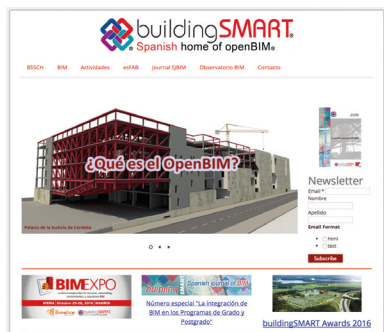 buildingSMART®
Spanish home of openBIM®
BSSCH BIM Actividades esFAB Journal SJBIM Observatorio BIM Contacto
¿Qué es el OpenBIM?
Palacio de la Justicia de Córdoba
Newsletter
Email *
Nombre
Apellido
Email Format
html
text
Subscribe
BIMEXPO
Spanish journal of BIM
Número especial "La integración de
BIM en los Programas de Grado y
Postgrado"
buildingSMART Awards 2016